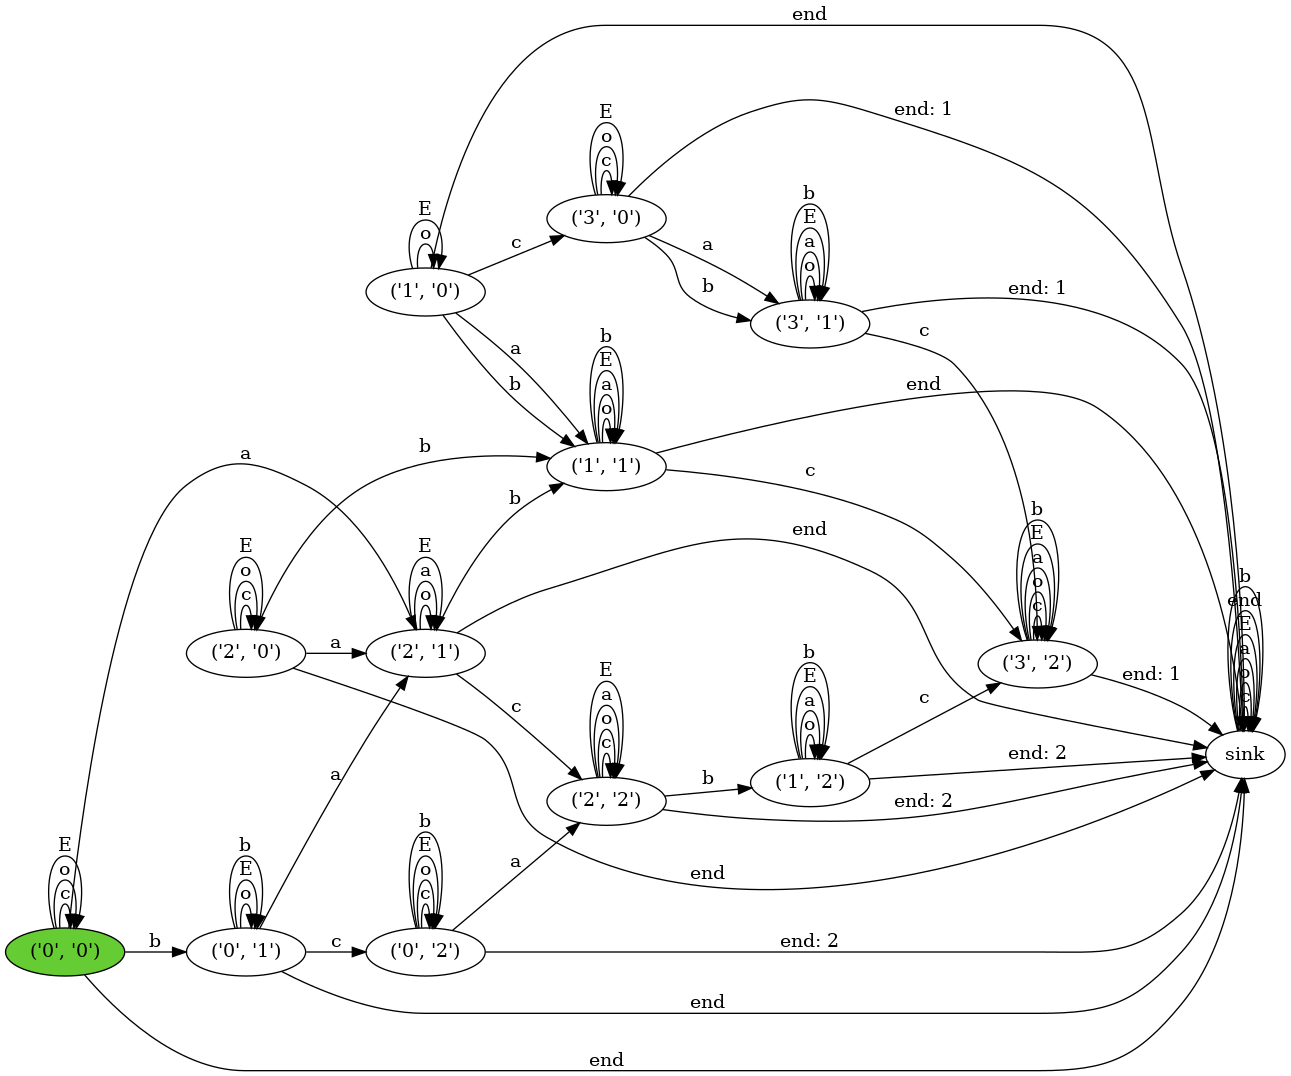 end
end: 1
E
o
c
('3', '0')
b
E
a
o
E
o
c
a
('1', '0')
b
end: 1
('3', '1')
c
b
E
a
o
a
b
end
('1', '1')
b
a
c
b
b
E
a
o
c
E
o
c
E
a
o
end
('2', '0')
a
('2', '1')
('3', '2')
end: 1
b
end
E
a
o
c
sink
E
a
o
c
c
b
E
a
o
c
('2', '2')
b
('1', '2')
end: 2
end: 2
a
b
E
o
c
a
end
E
o
c
b
E
o
('0', '0')
b
('0', '1')
c
('0', '2')
end: 2
end
end